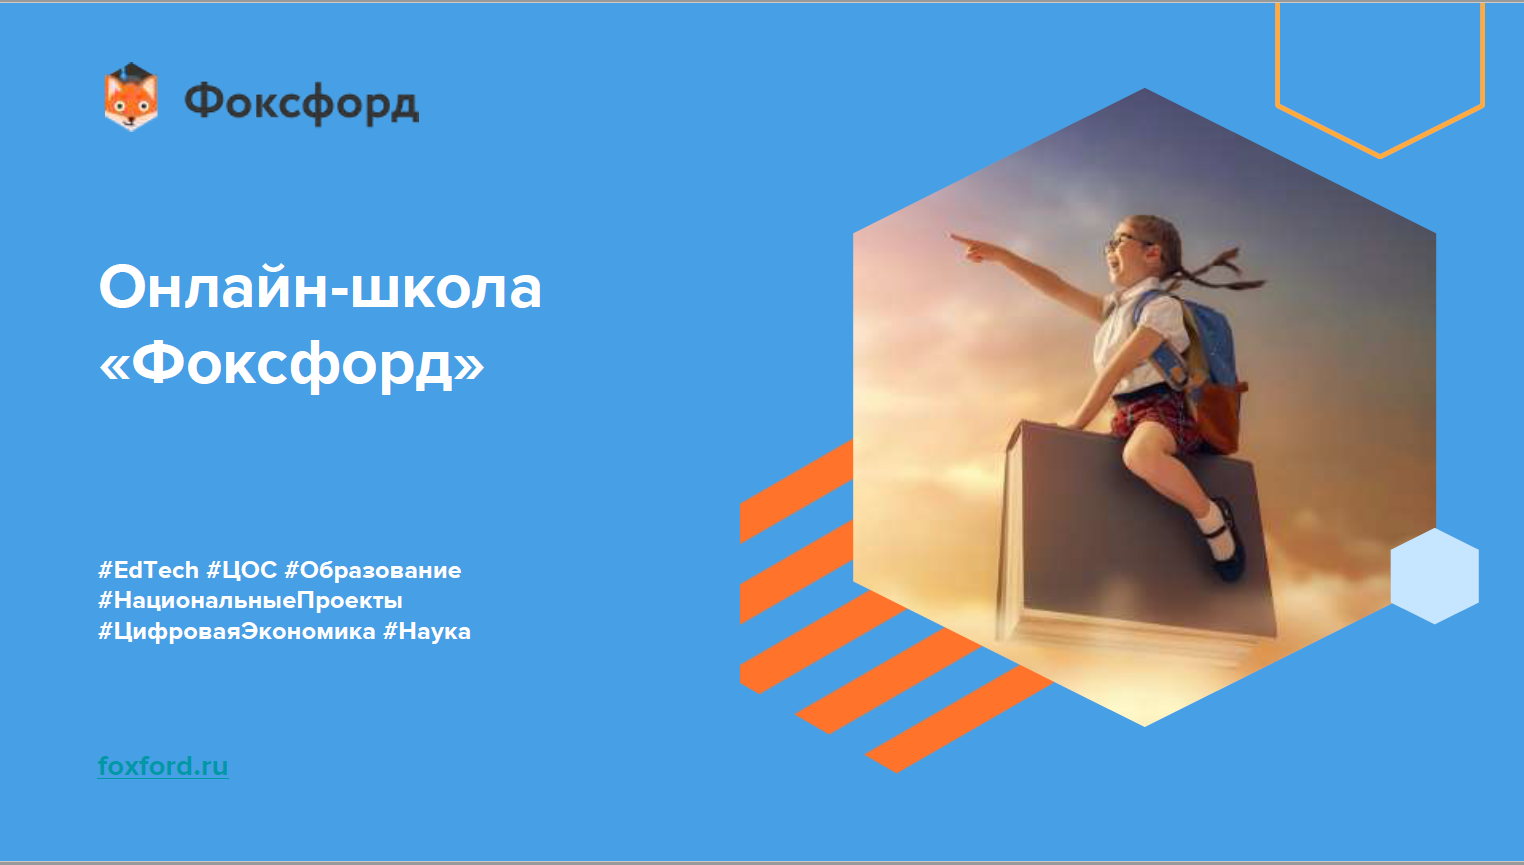 Фоксфорд
Онлайн-школа
«Фоксфорд»
#EdTech #ЦОС #Образование
#НациональныеПроекты
#ЦифроваяЭкономика #Наука
foxford.ru